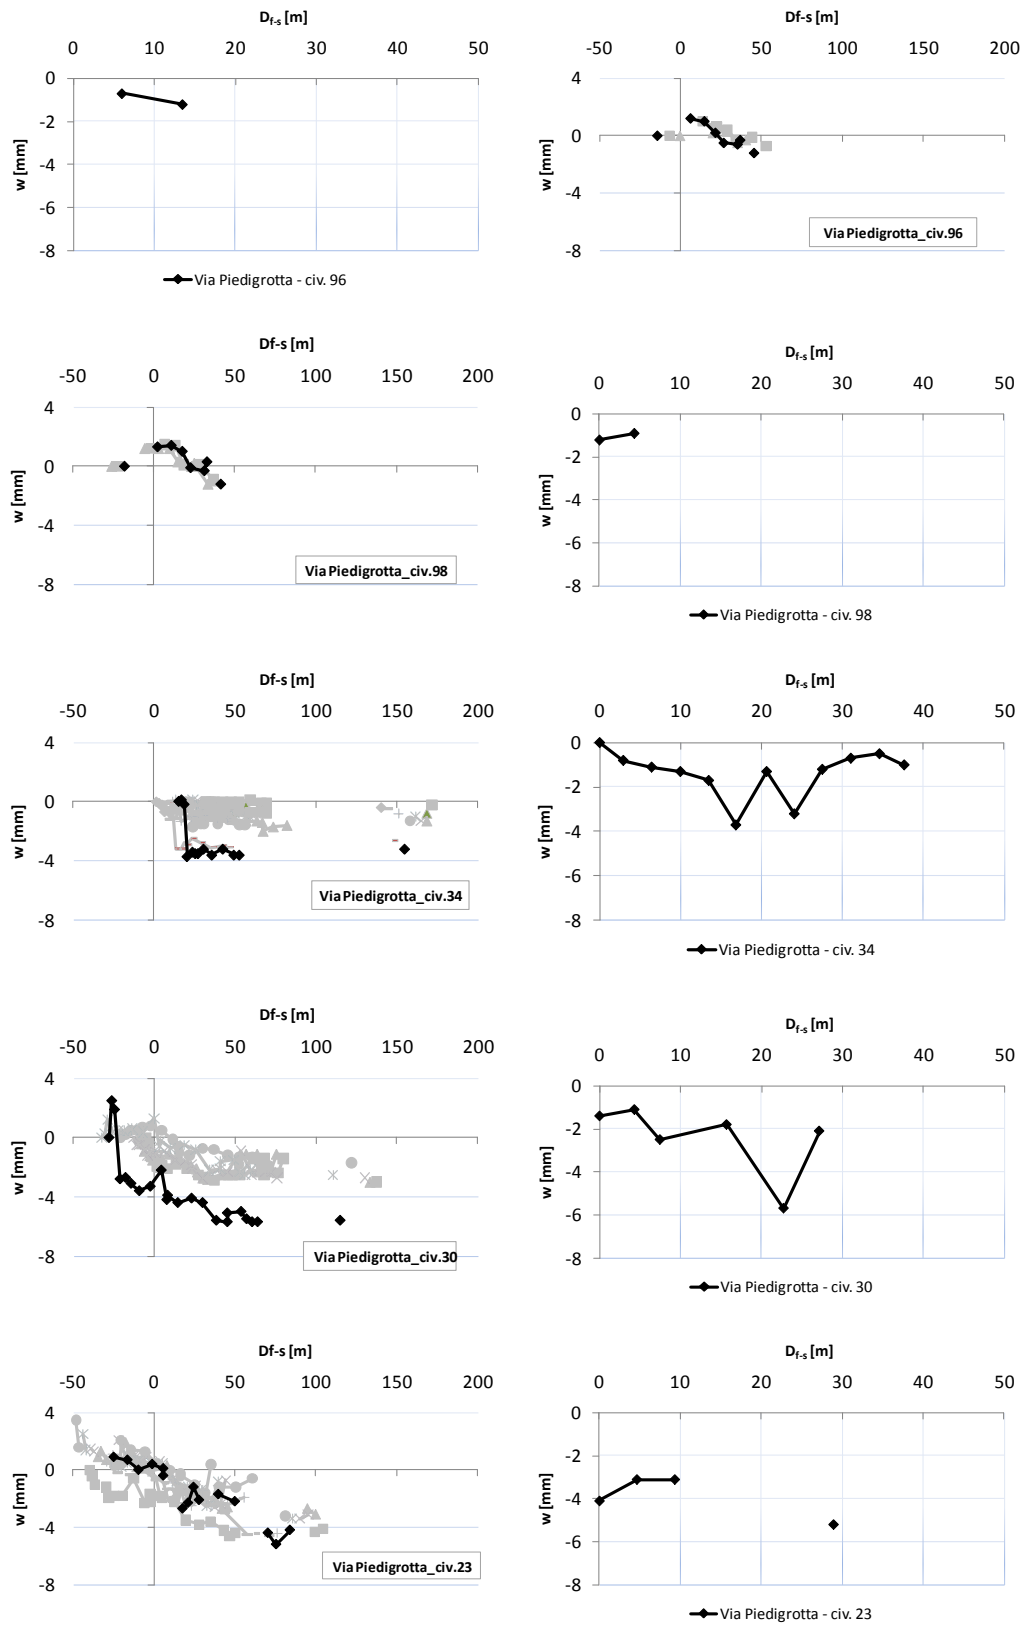 D_f-s [m]
0 10 20 30 40 50
0
-2
-4
-6
-8
w [mm]
Via Piedigrotta - civ. 96
Df-s [m]
-50 0 50 100 150 200
4
0
-4
-8
w [mm]
Via Piedigrotta_civ.96
Df-s [m]
-50 0 50 100 150 200
4
0
-4
-8
w [mm]
Via Piedigrotta_civ.98
D_f-s [m]
0 10 20 30 40 50
0
-2
-4
-6
-8
w [mm]
Via Piedigrotta - civ. 98
Df-s [m]
-50 0 50 100 150 200
4
0
-4
-8
w [mm]
Via Piedigrotta_civ.34
D_f-s [m]
0 10 20 30 40 50
0
-2
-4
-6
-8
w [mm]
Via Piedigrotta - civ. 34
Df-s [m]
-50 0 50 100 150 200
4
0
-4
-8
w [mm]
Via Piedigrotta_civ.30
D_f-s [m]
0 10 20 30 40 50
0
-2
-4
-6
-8
w [mm]
Via Piedigrotta - civ. 30
Df-s [m]
-50 0 50 100 150 200
4
0
-4
-8
w [mm]
Via Piedigrotta_civ.23
D_f-s [m]
0 10 20 30 40 50
0
-2
-4
-6
-8
w [mm]
Via Piedigrotta - civ. 23